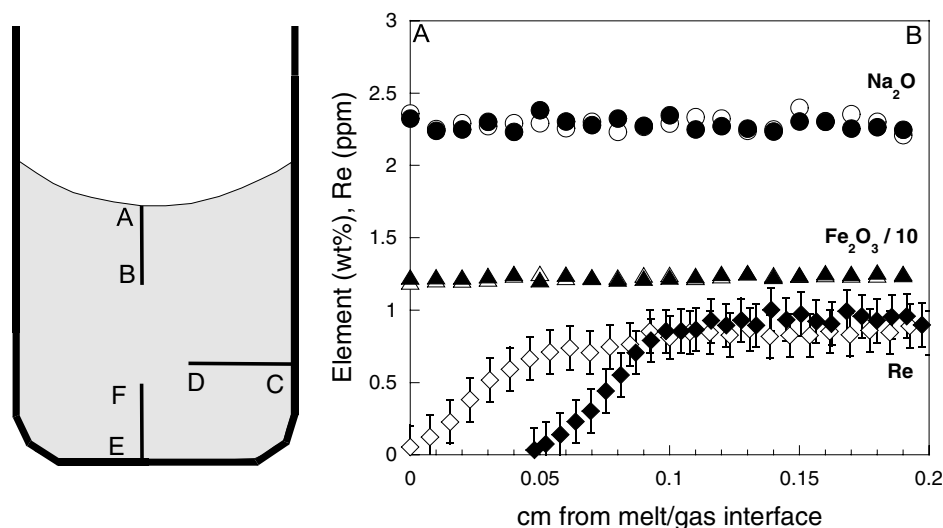 A
B
F
D
C
E
Element (wt%), Re (ppm)
3
2.5
2
1.5
1
0.5
0
A
B
Na₂O
Fe₂O₃ / 10
Re
0
0.05
0.1
0.15
0.2
cm from melt/gas interface